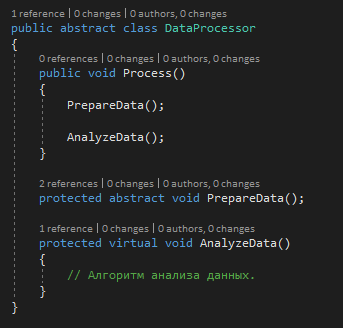 1 reference | 0 changes | 0 authors, 0 changes
public abstract class DataProcessor
{
0 references | 0 changes | 0 authors, 0 changes
public void Process()
{
PrepareData();
AnalyzeData();
}
2 references | 0 changes | 0 authors, 0 changes
protected abstract void PrepareData();
1 reference | 0 changes | 0 authors, 0 changes
protected virtual void AnalyzeData()
{
// Алгоритм анализа данных.
}
}